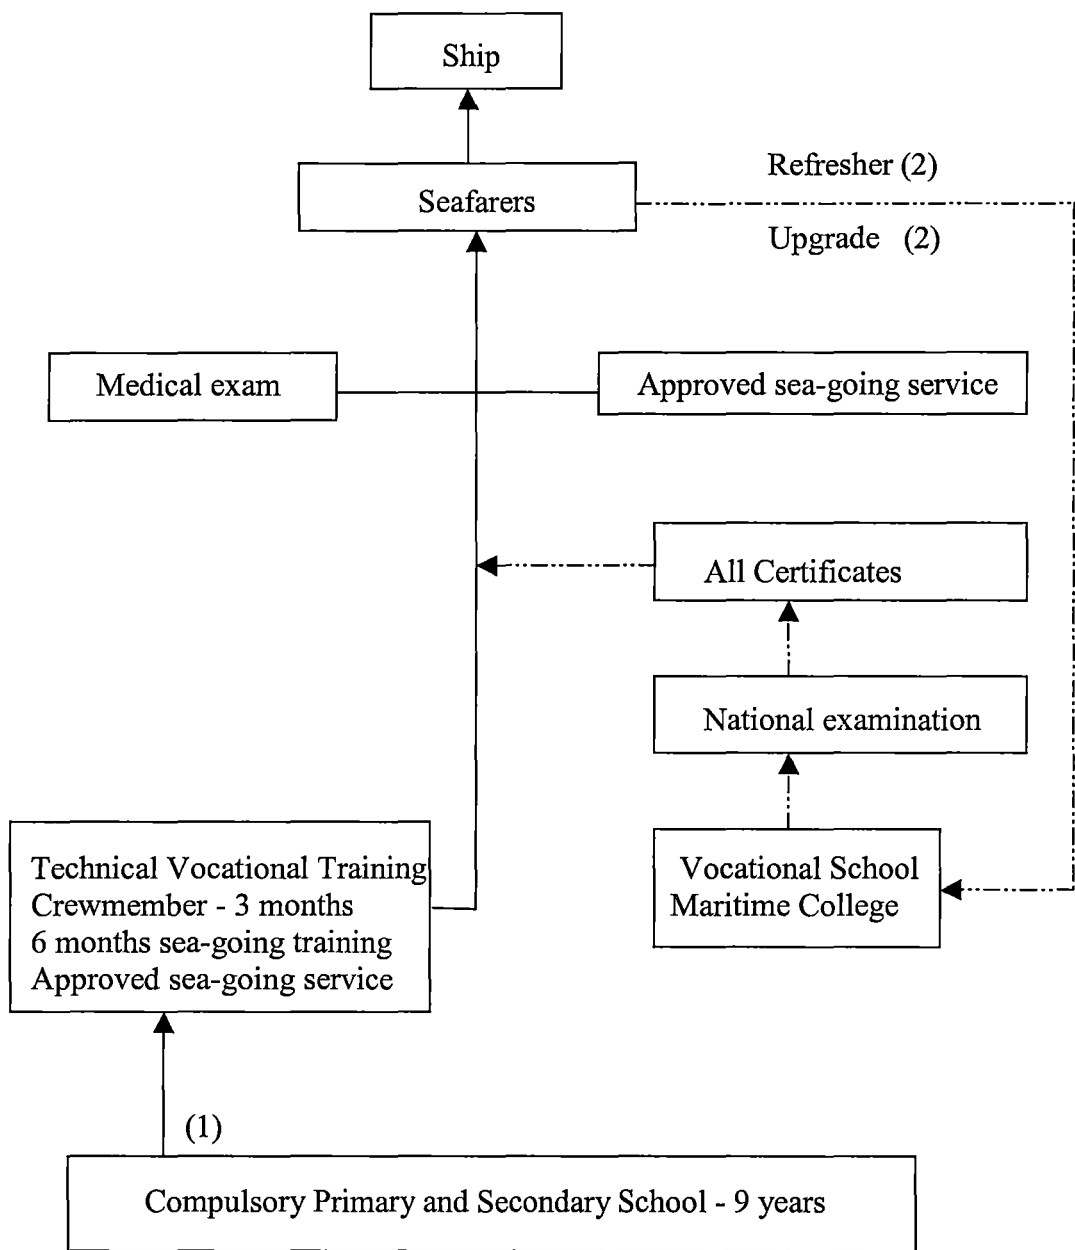 Ship
Seafarers
Refresher (2)
Upgrade (2)
Medical exam
Approved sea-going service
All Certificates
National examination
Technical Vocational Training
Crewmember - 3 months
6 months sea-going training
Approved sea-going service
Vocational School
Maritime College
(1)
Compulsory Primary and Secondary School - 9 years